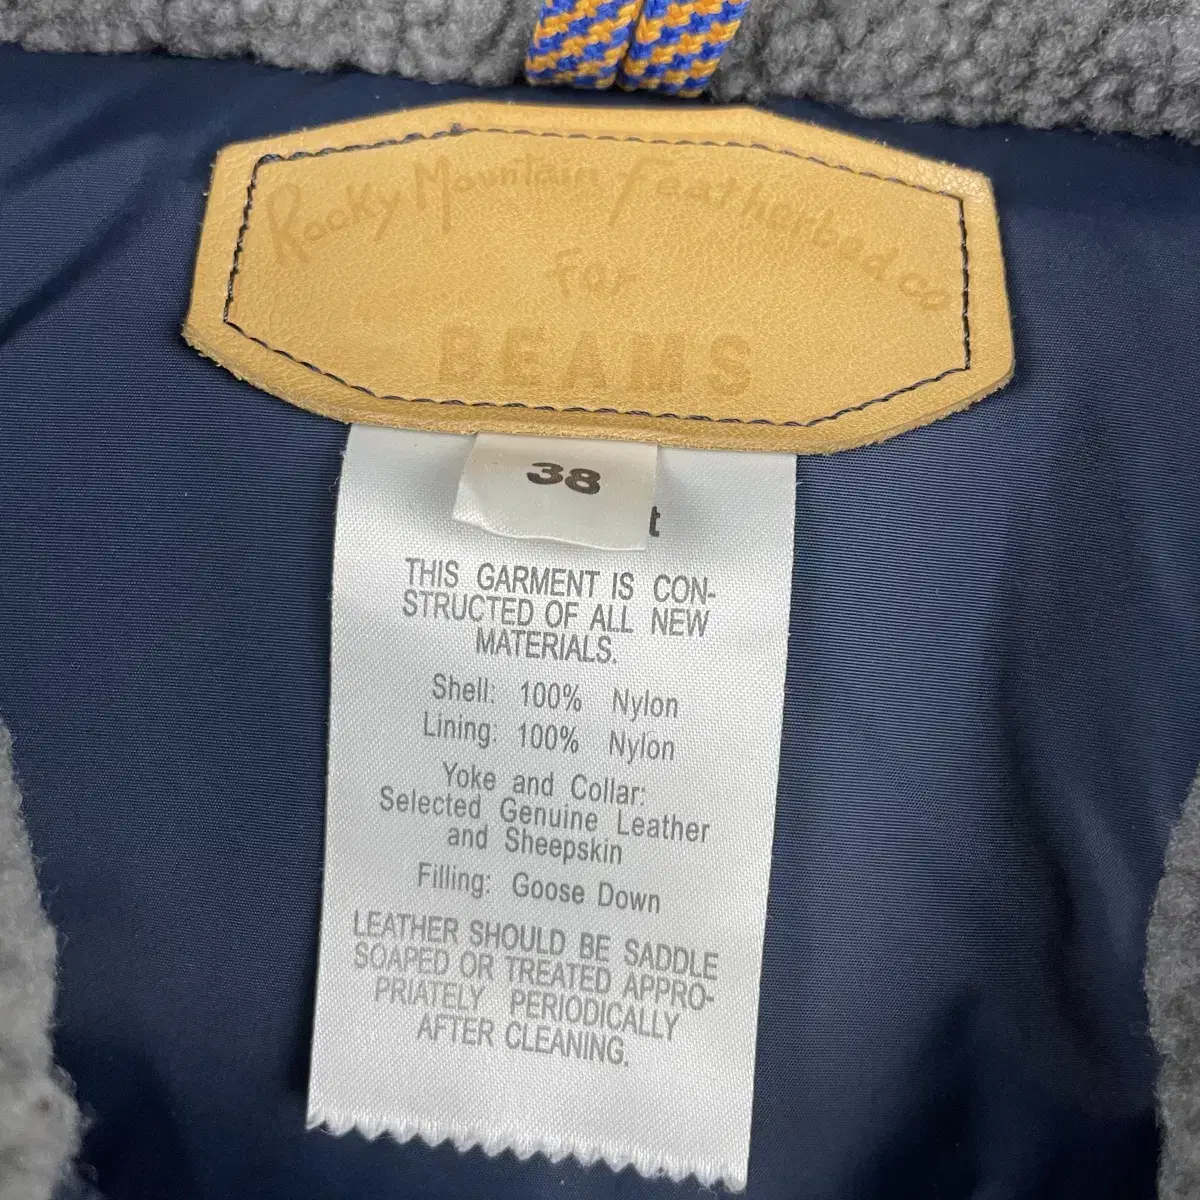 Rocky Mountain Featherbed co
For
BEAMS
38
t
THIS GARMENT IS CON-
STRUCTED OF ALL NEW
MATERIALS.
Shell: 100% Nylon
Lining: 100% Nylon
Yoke and Collar:
Selected Genuine Leather
and Sheepskin
Filling: Goose Down
LEATHER SHOULD BE SADDLE
SOAPED OR TREATED APPRO-
PRIATELY PERIODICALLY
AFTER CLEANING.